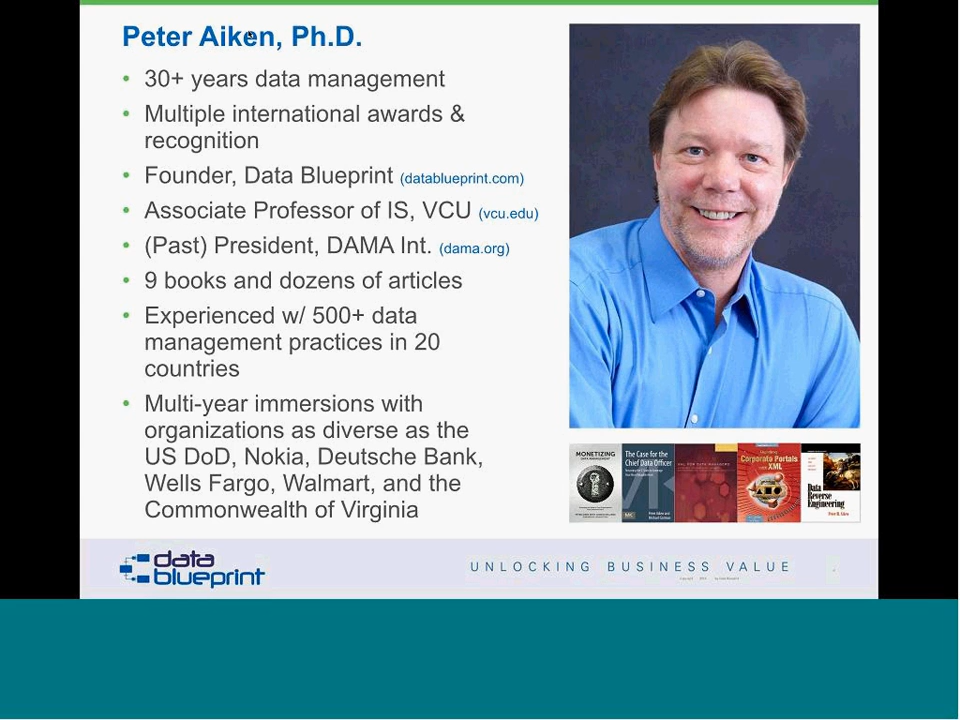 Peter Aiken, Ph.D.
• 30+ years data management
• Multiple international awards &
recognition
• Founder, Data Blueprint (datablueprint.com)
• Associate Professor of IS, VCU (vcu.edu)
• (Past) President, DAMA Int. (dama.org)
• 9 books and dozens of articles
• Experienced w/ 500+ data
management practices in 20
countries
• Multi-year immersions with
organizations as diverse as the
US DoD, Nokia, Deutsche Bank,
Wells Fargo, Walmart, and the
Commonwealth of Virginia
MONETIZING
DATA MANAGEMENT
The Case for the
Chief Data Officer
XML FOR DATA MANAGERS
Corporate Portals
XML
Data
Reverse
Engineering
data
blueprint
UNLOCKING BUSINESS VALUE